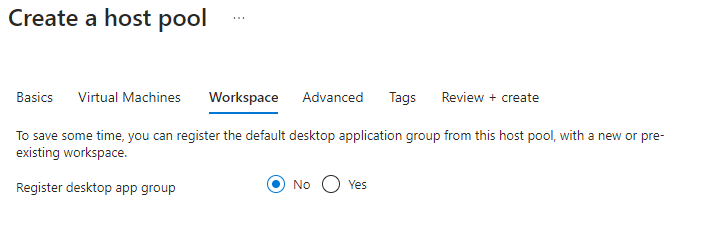 Create a host pool ...
Basics Virtual Machines Workspace Advanced Tags Review + create
To save some time, you can register the default desktop application group from this host pool, with a new or pre-
existing workspace.
Register desktop app group No Yes